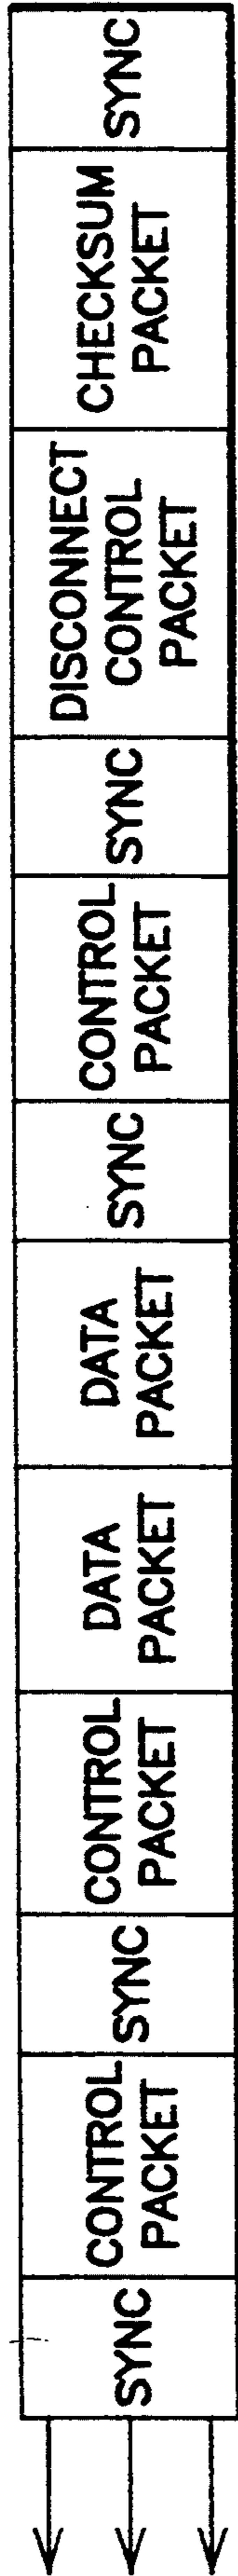 SYNC
CONTROL
PACKET
SYNC
CONTROL
PACKET
DATA
PACKET
DATA
PACKET
SYNC
CONTROL
PACKET
SYNC
DISCONNECT
CONTROL
PACKET
CHECKSUM
PACKET
SYNC